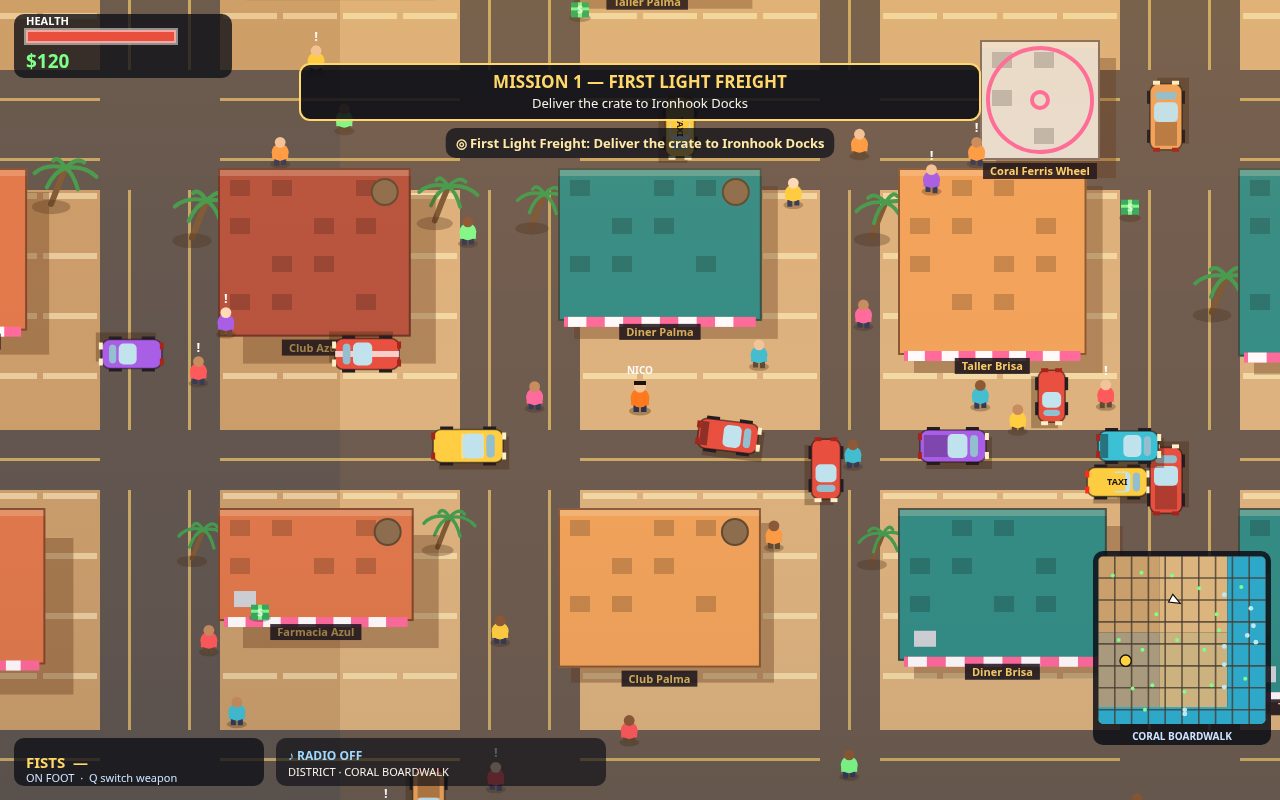 Taller Palma
HEALTH
$120
!
MISSION 1 — FIRST LIGHT FREIGHT
Deliver the crate to Ironhook Docks
◎ First Light Freight: Deliver the crate to Ironhook Docks
!
!
Coral Ferris Wheel
!
Diner Palma
Club Azu
!
Taller Brisa
NICO
!
TAXI
Farmacia Azul
Diner Brisa
Club Palma
CORAL BOARDWALK
♪ RADIO OFF
!
FISTS —
DISTRICT · CORAL BOARDWALK
ON FOOT · Q switch weapon
!